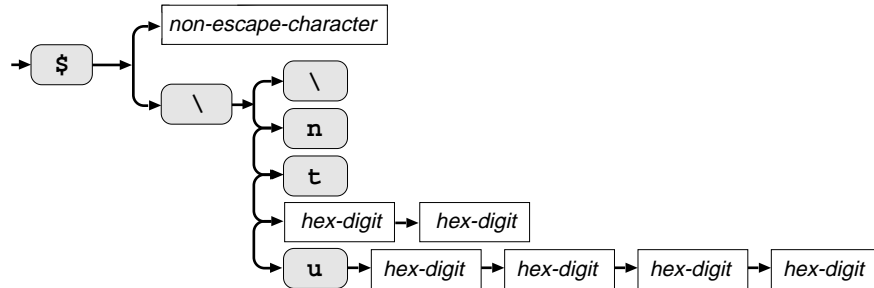 non-escape-character
$
\ \
n
t
hex-digit hex-digit
u hex-digit hex-digit hex-digit hex-digit